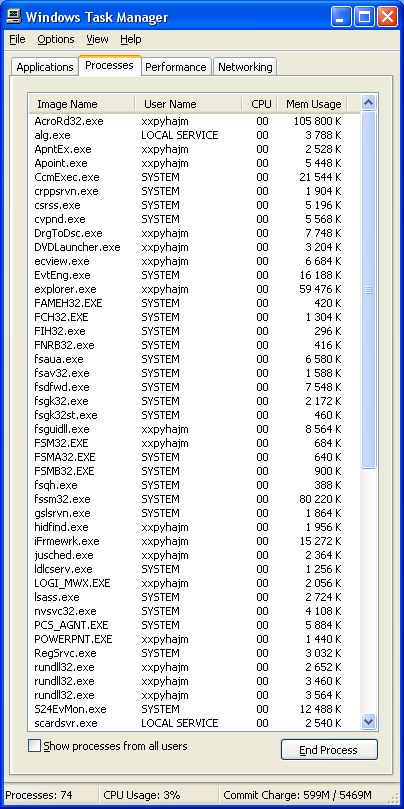 Windows Task Manager
File Options View Help
Applications Processes Performance Networking
Image Name User Name CPU Mem Usage
AcroRd32.exe xxpyhajm 00 105 800 K
alg.exe LOCAL SERVICE 00 3 788 K
ApntEx.exe xxpyhajm 00 2 528 K
Apoint.exe xxpyhajm 00 5 448 K
CcmExec.exe SYSTEM 00 21 544 K
crppsrvn.exe SYSTEM 00 1 904 K
csrss.exe SYSTEM 00 5 196 K
cvpnd.exe SYSTEM 00 5 568 K
DrgToDsc.exe xxpyhajm 00 7 748 K
DVDLauncher.exe xxpyhajm 00 3 204 K
ecview.exe xxpyhajm 00 6 684 K
EvtEng.exe SYSTEM 00 16 188 K
explorer.exe xxpyhajm 00 59 476 K
FAMEH32.EXE SYSTEM 00 420 K
FCH32.EXE SYSTEM 00 1 304 K
FIH32.exe SYSTEM 00 296 K
FNRB32.exe SYSTEM 00 416 K
fsaua.exe SYSTEM 00 6 580 K
fsav32.exe SYSTEM 00 1 588 K
fsdfwd.exe SYSTEM 00 7 548 K
fsgk32.exe SYSTEM 00 2 172 K
fsgk32st.exe SYSTEM 00 460 K
fsguidll.exe xxpyhajm 00 8 564 K
FSM32.EXE xxpyhajm 00 684 K
FSMA32.EXE SYSTEM 00 640 K
FSMB32.EXE SYSTEM 00 900 K
fsqh.exe SYSTEM 00 388 K
fssm32.exe SYSTEM 00 80 220 K
gslsrvn.exe SYSTEM 00 1 864 K
hidfind.exe xxpyhajm 00 1 956 K
iFrmewrk.exe xxpyhajm 00 15 272 K
jusched.exe xxpyhajm 00 2 364 K
ldlcserv.exe SYSTEM 00 1 256 K
LOGI_MWX.EXE xxpyhajm 00 2 056 K
lsass.exe SYSTEM 00 2 724 K
nvsvc32.exe SYSTEM 00 4 108 K
PCS_AGNT.EXE SYSTEM 00 5 884 K
POWERPNT.EXE xxpyhajm 00 1 440 K
RegSrvc.exe SYSTEM 00 3 032 K
rundll32.exe xxpyhajm 00 2 652 K
rundll32.exe xxpyhajm 00 3 460 K
rundll32.exe xxpyhajm 00 3 564 K
S24EvMon.exe SYSTEM 00 12 488 K
scardsvr.exe LOCAL SERVICE 00 2 540 K
Show processes from all users End Process
Processes: 74 CPU Usage: 3% Commit Charge: 599M / 5469M